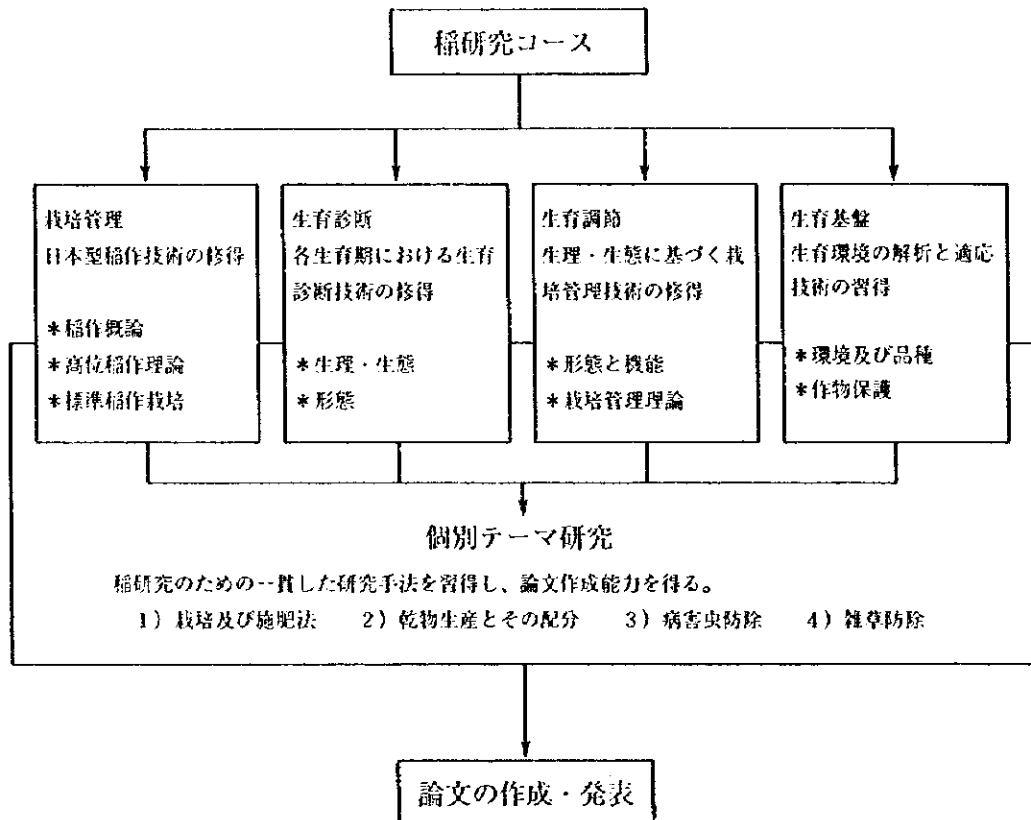 稲研究コース
栽培管理
日本型稲作技術の修得
＊稲作概論
＊高位稲作理論
＊標準稲作栽培
生育診断
各生育期における生育
診断技術の修得
＊生理・生態
＊形態
生育調節
生理・生態に基づく栽
培管理技術の修得
＊形態と機能
＊栽培管理理論
生育基盤
生育環境の解析と適応
技術の習得
＊環境及び品種
＊作物保護
個別テーマ研究
稲研究のための一貫した研究手法を習得し、論文作成能力を得る。
1）栽培及び施肥法　2）乾物生産とその配分　3）病害虫防除　4）雑草防除
論文の作成・発表